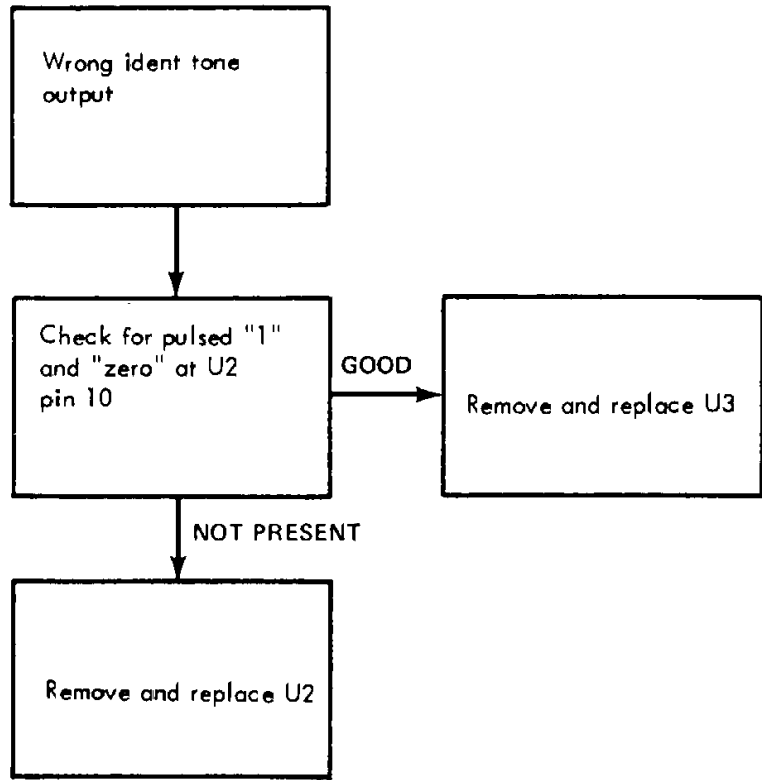 Wrong ident tone
output
Check for pulsed "1"
and "zero" at U2
pin 10
GOOD
Remove and replace U3
NOT PRESENT
Remove and replace U2